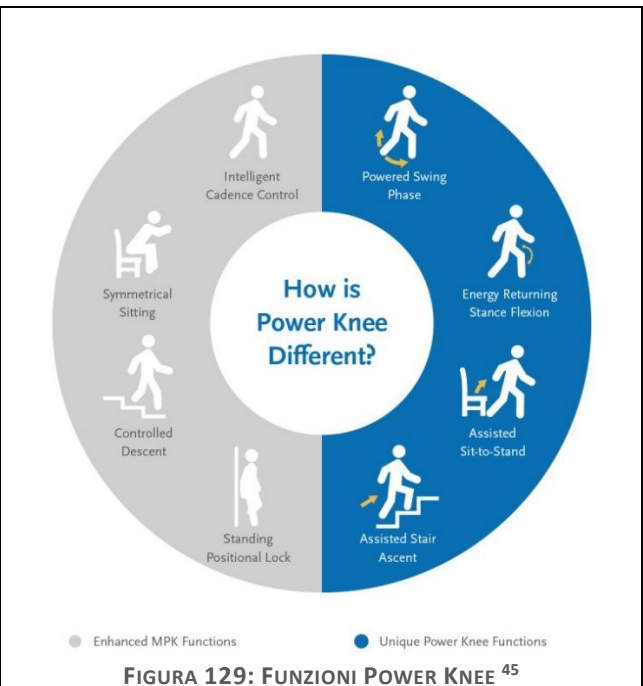 Intelligent
Cadence Control
Powered Swing
Phase
Symmetrical
Sitting
How is
Power Knee
Different?
Energy Returning
Stance Flexion
Controlled
Descent
Assisted
Sit-to-Stand
Standing
Positional Lock
Assisted Stair
Ascent
Enhanced MPK Functions
Unique Power Knee Functions
FIGURA 129: FUNZIONI POWER KNEE 45